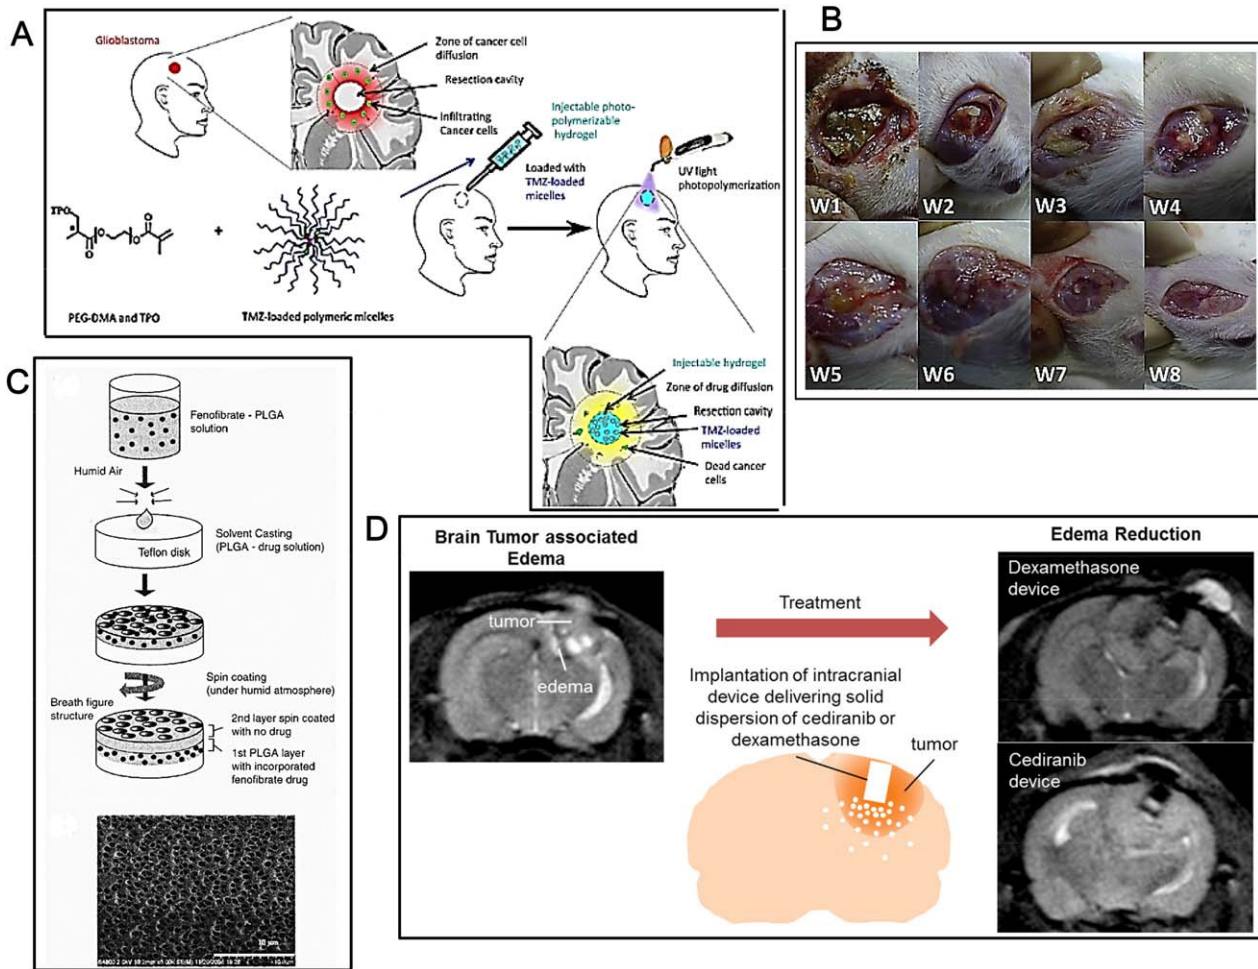 A
Glioblastoma
Zone of cancer cell
diffusion
Resection cavity
Infiltrating
Cancer cells
Injectable photo-
polymerizable
hydrogel
Loaded with
TMZ-loaded
micelles
UV light
photopolymerization
TPO
O
O
O
+
PEG-DMA and TPO
TMZ-loaded polymeric micelles
Injectable hydrogel
Zone of drug diffusion
Resection cavity
TMZ-loaded
micelles
Dead cancer
cells
B
W1
W2
W3
W4
W5
W6
W7
W8
C
Fenofibrate - PLGA
solution
Humid Air
Solvent Casting
(PLGA - drug solution)
Teflon disk
Spin coating
(under humid atmosphere)
Breath figure
structure
2nd layer spin coated
with no drug
1st PLGA layer
with incorporated
fenofibrate drug
10 µm
D
Brain Tumor associated
Edema
tumor
edema
Treatment
Implantation of intracranial
device delivering solid
dispersion of cediranib or
dexamethasone
tumor
Edema Reduction
Dexamethasone
device
Cediranib
device